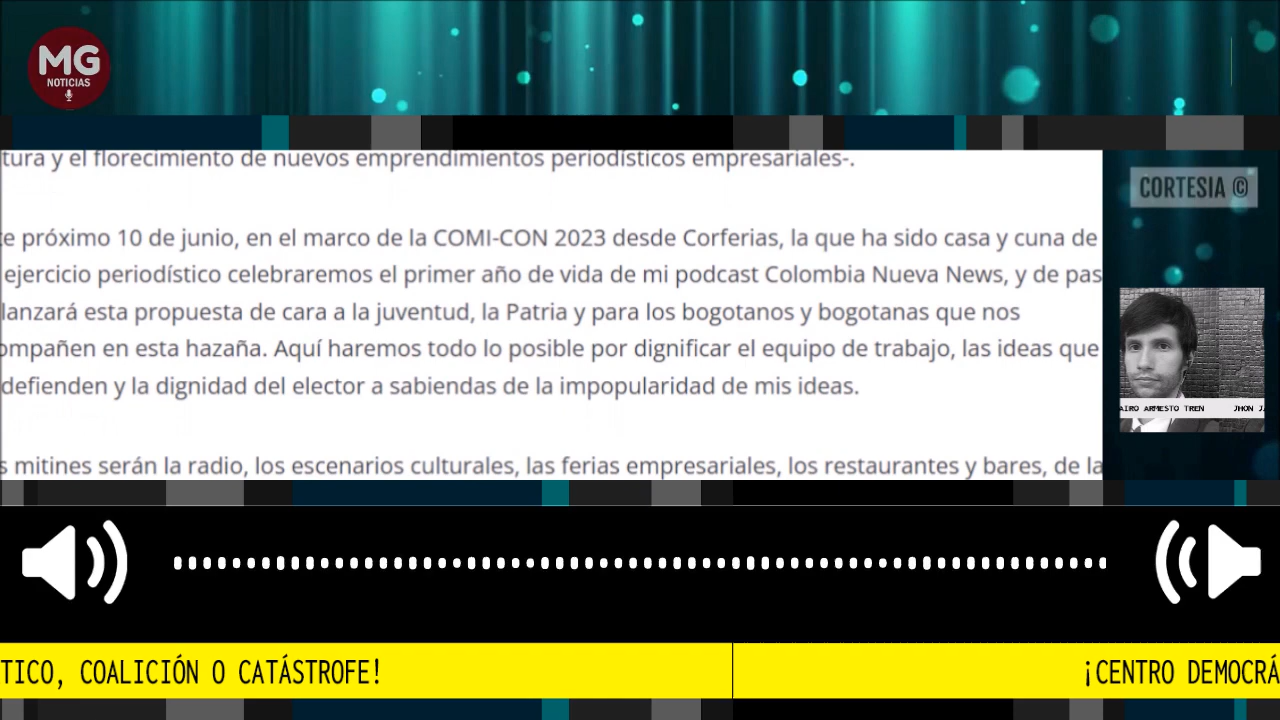 MG
NOTICIAS
tura y el florecimiento de nuevos emprendimientos periodísticos empresariales-.
CORTESIA ©
te próximo 10 de junio, en el marco de la COMI-CON 2023 desde Corferias, la que ha sido casa y cuna de
ejercicio periodístico celebraremos el primer año de vida de mi podcast Colombia Nueva News, y de pas
lanzará esta propuesta de cara a la juventud, la Patria y para los bogotanos y bogotanas que nos
ompañen en esta hazaña. Aquí haremos todo lo posible por dignificar el equipo de trabajo, las ideas que
defienden y la dignidad del elector a sabiendas de la impopularidad de mis ideas.
AIRO ARMESTO TREN JHON J
s mitines serán la radio, los escenarios culturales, las ferias empresariales, los restaurantes y bares, de la
TICO, COALICIÓN O CATÁSTROFE! ¡CENTRO DEMOCRÁ